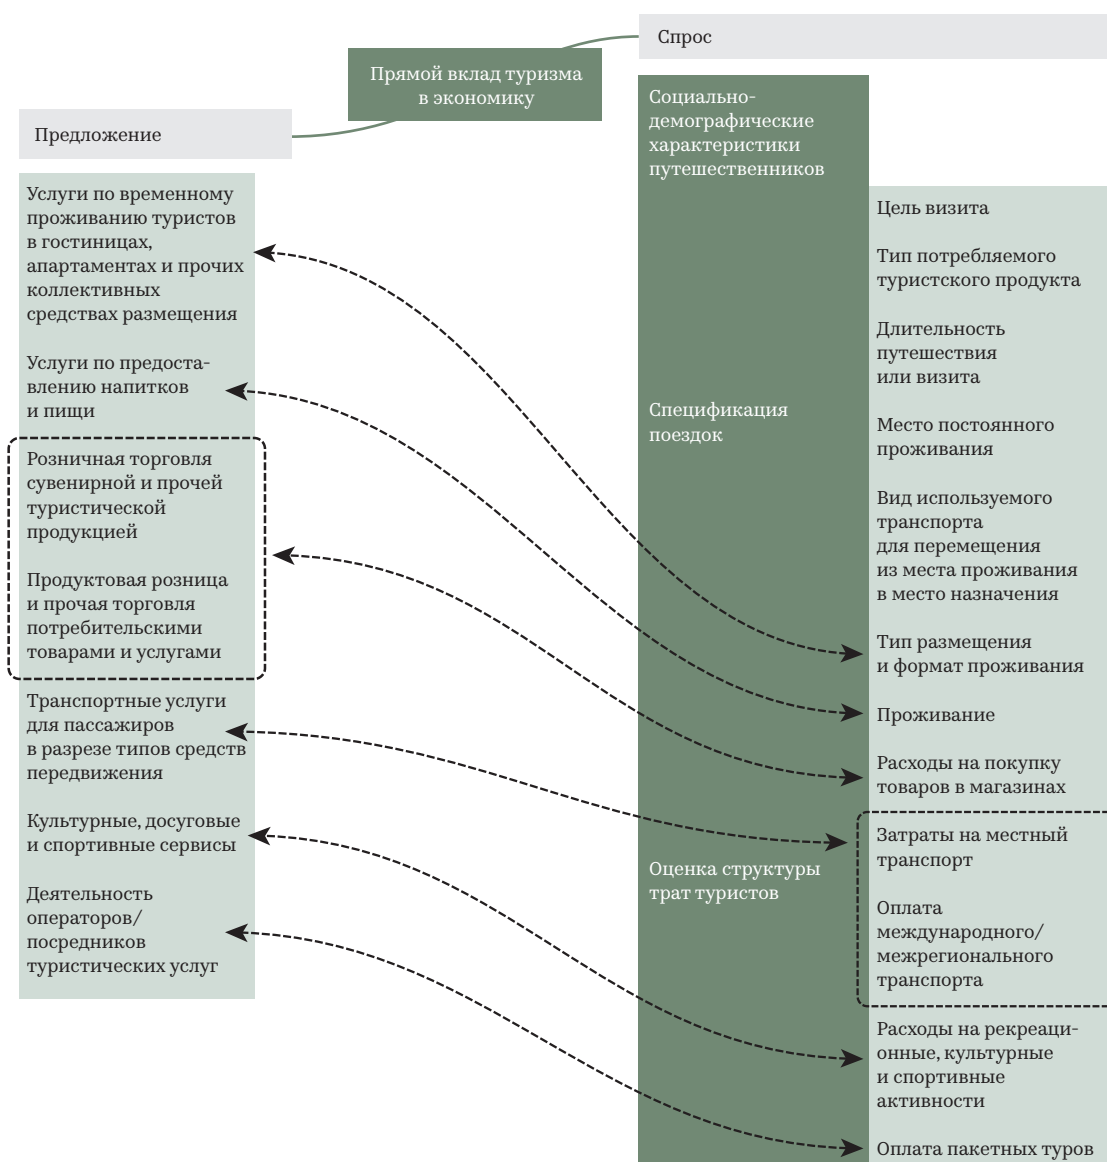 Спрос
Прямой вклад туризма
в экономику
Предложение
Услуги по временному
проживанию туристов
в гостиницах,
апартаментах и прочих
коллективных
средствах размещения
Услуги по предоста-
влению напитков
и пищи
Розничная торговля
сувенирной и прочей
туристической
продукцией
Продуктовая розница
и прочая торговля
потребительскими
товарами и услугами
Транспортные услуги
для пассажиров
в разрезе типов средств
передвижения
Культурные, досуговые
и спортивные сервисы
Деятельность
операторов/
посредников
туристических услуг
Социально-
демографические
характеристики
путешественников
Спецификация
поездок
Оценка структуры
трат туристов
Цель визита
Тип потребляемого
туристского продукта
Длительность
путешествия
или визита
Место постоянного
проживания
Вид используемого
транспорта
для перемещения
из места проживания
в место назначения
Тип размещения
и формат проживания
Проживание
Расходы на покупку
товаров в магазинах
Затраты на местный
транспорт
Оплата
международного/
межрегионального
транспорта
Расходы на рекреаци-
онные, культурные
и спортивные
активности
Оплата пакетных туров